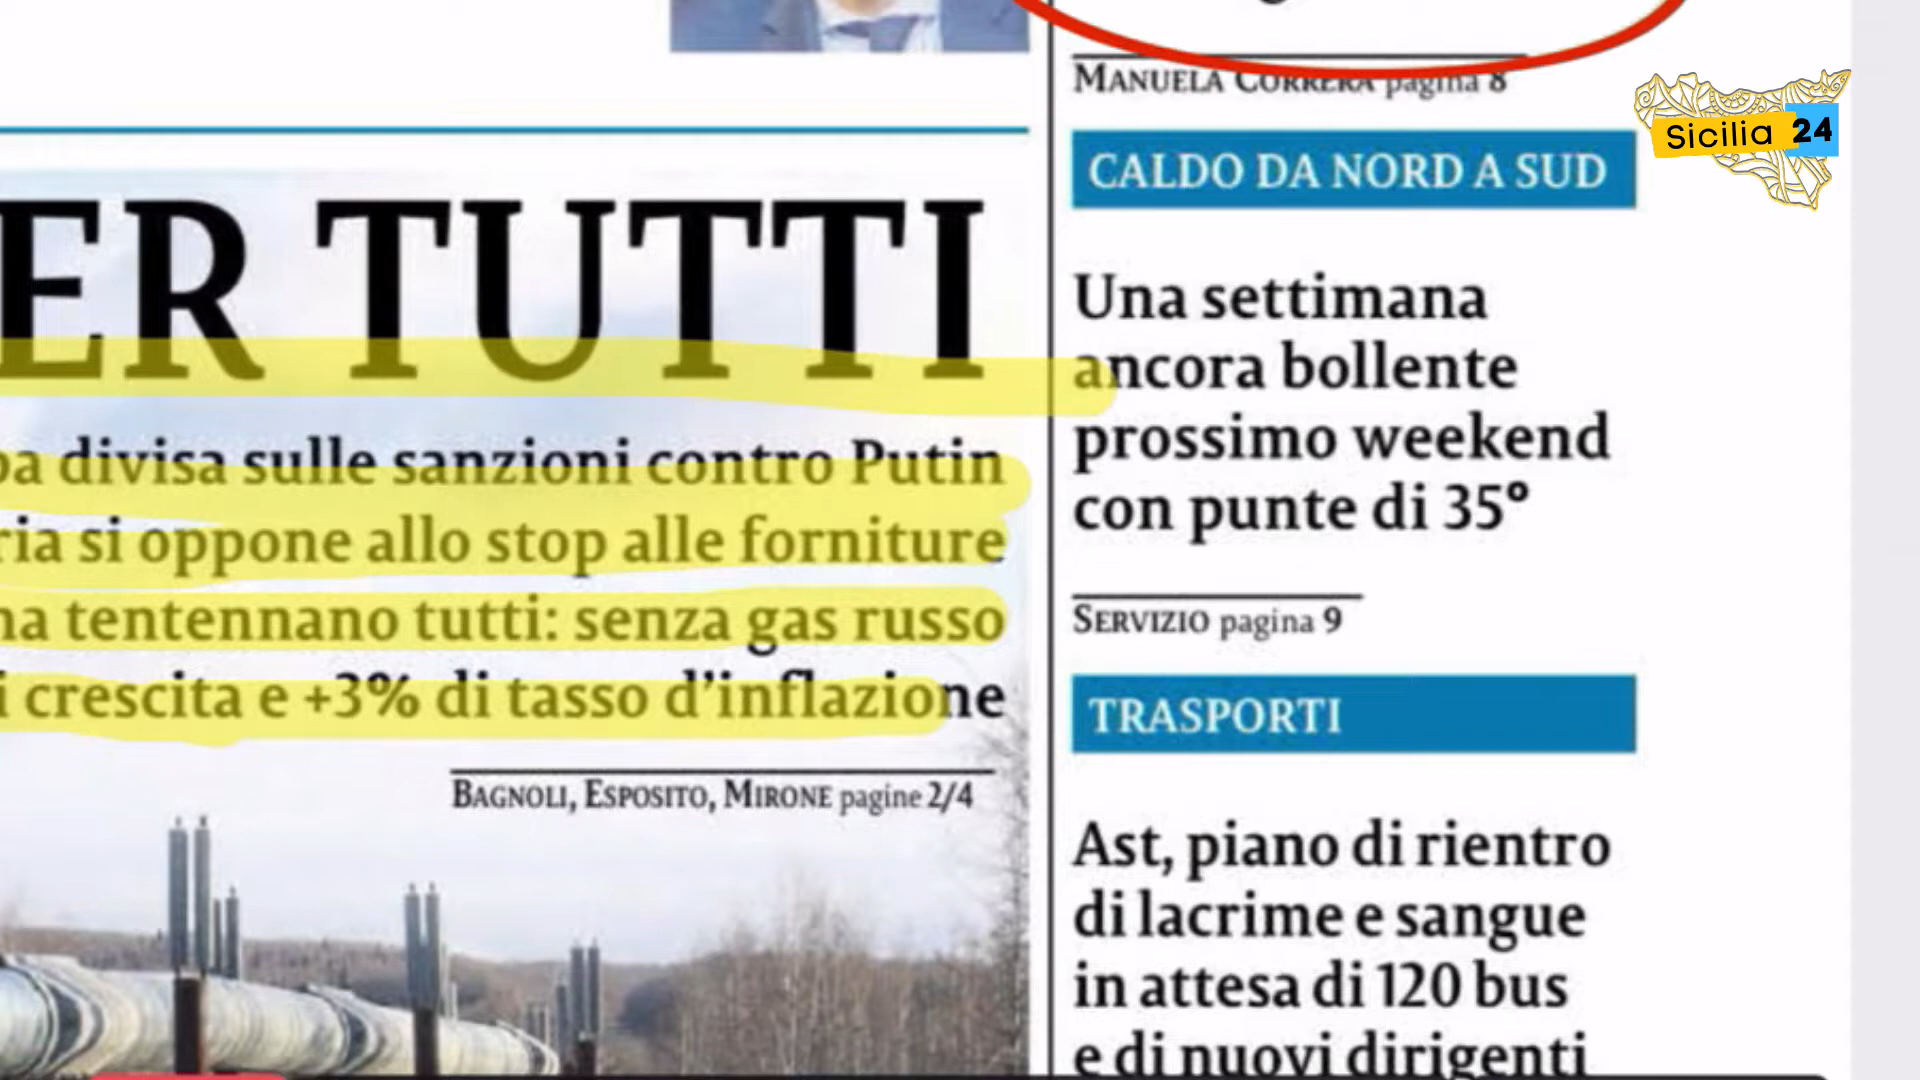 MANUELA CORRERA pagina 8
Sicilia 24
CALDO DA NORD A SUD
ER TUTTI
Una settimana
ancora bollente
prossimo weekend
con punte di 35°
SERVIZIO pagina 9
pa divisa sulle sanzioni contro Putin
ria si oppone allo stop alle forniture
ma tentennano tutti: senza gas russo
i crescita e +3% di tasso d'inflazione
BAGNOLI, ESPOSITO, MIRONE pagine 2/4
TRASPORTI
Ast, piano di rientro
di lacrime e sangue
in attesa di 120 bus
e di nuovi dirigenti